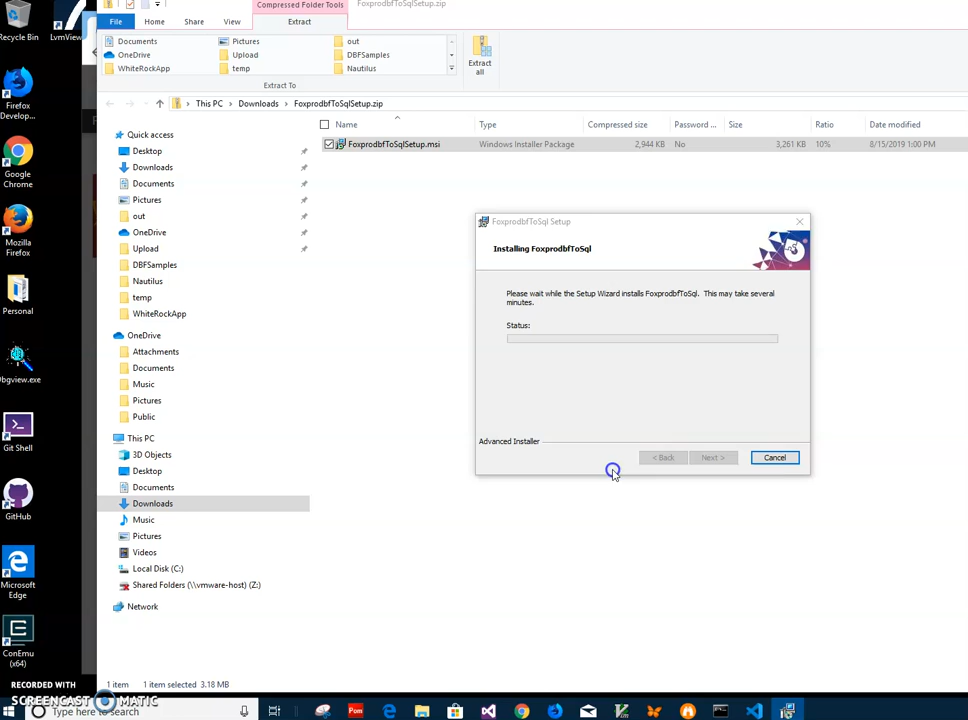 Compressed Folder Tools
FoxprodbfToSqlSetup.zip
File
Home
Share
View
Extract
Documents
Pictures
out
OneDrive
Upload
DBFSamples
WhiteRockApp
temp
Nautilus
Extract
all
Extract To
This PC
Downloads
FoxprodbfToSqlSetup.zip
Name
Type
Compressed size
Password ...
Size
Ratio
Date modified
FoxprodbfToSqlSetup.msi
Windows Installer Package
2,944 KB
No
3,261 KB
10%
8/15/2019 1:00 PM
Quick access
Desktop
Downloads
Documents
Pictures
out
OneDrive
Upload
DBFSamples
Nautilus
temp
WhiteRockApp
OneDrive
Attachments
Documents
Music
Pictures
Public
This PC
3D Objects
Desktop
Documents
Downloads
Music
Pictures
Videos
Local Disk (C:)
Shared Folders (\\vmware-host) (Z:)
Network
FoxprodbfToSql Setup
Installing FoxprodbfToSql
Please wait while the Setup Wizard installs FoxprodbfToSql. This may take several
minutes.
Status:
Advanced Installer
< Back
Next >
Cancel
Recycle Bin
LvmView
Firefox
Develop...
Google
Chrome
Mozilla
Firefox
Personal
Dbgview.exe
Git Shell
GitHub
Microsoft
Edge
ConEmu
(x64)
1 item
1 item selected 3.18 MB
RECORDED WITH
SCREENCAST MATIC
Type here to search
Pom